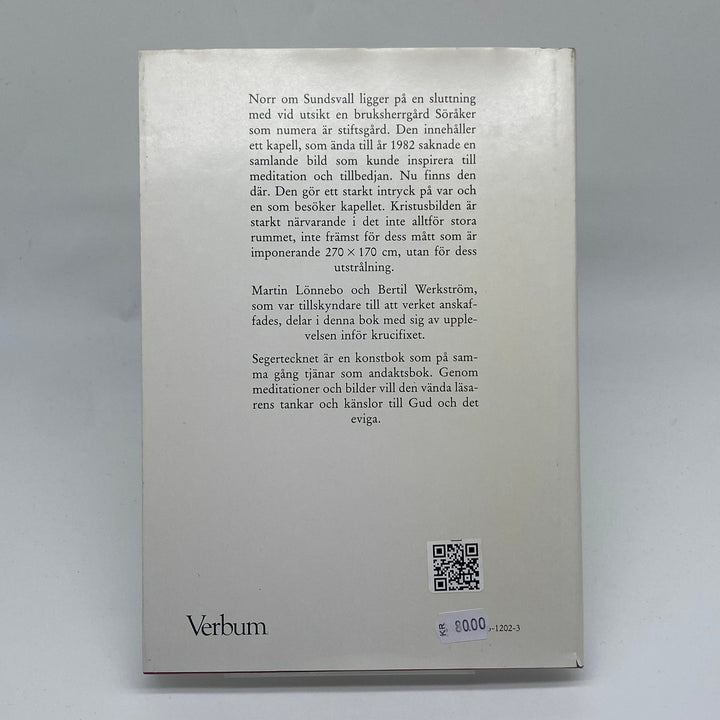 Norr om Sundsvall ligger på en sluttning
med vid utsikt en bruksherrgård Söråker
som numera är stiftsgård. Den innehåller
ett kapell, som ända till år 1982 saknade en
samlande bild som kunde inspirera till
meditation och tillbedjan. Nu finns den
där. Den gör ett starkt intryck på var och
en som besöker kapellet. Kristusbilden är
starkt närvarande i det inte alltför stora
rummet, inte främst för dess mått som är
imponerande 270 × 170 cm, utan för dess
utstrålning.
Martin Lönnebo och Bertil Werkström,
som var tillskyndare till att verket anskaf-
fades, delar i denna bok med sig av upple-
velsen inför krucifixet.
Segertecknet är en konstbok som på sam-
ma gång tjänar som andaktsbok. Genom
meditationer och bilder vill den vända läsa-
rens tankar och känslor till Gud och det
eviga.
Verbum
KR 80.00
-1202-3